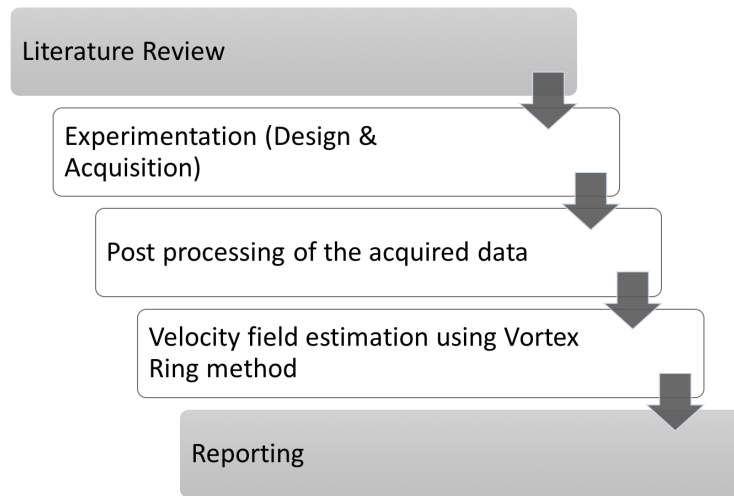 Literature Review
Experimentation (Design &
Acquisition)
Post processing of the acquired data
Velocity field estimation using Vortex
Ring method
Reporting